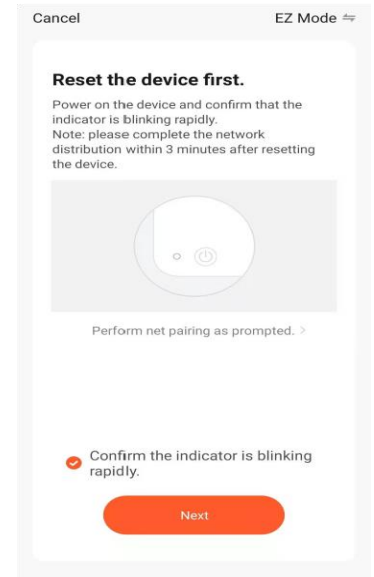 Cancel
EZ Mode
Reset the device first.
Power on the device and confirm that the
indicator is blinking rapidly.
Note: please complete the network
distribution within 3 minutes after resetting
the device.
Perform net pairing as prompted. >
Confirm the indicator is blinking
rapidly.
Next